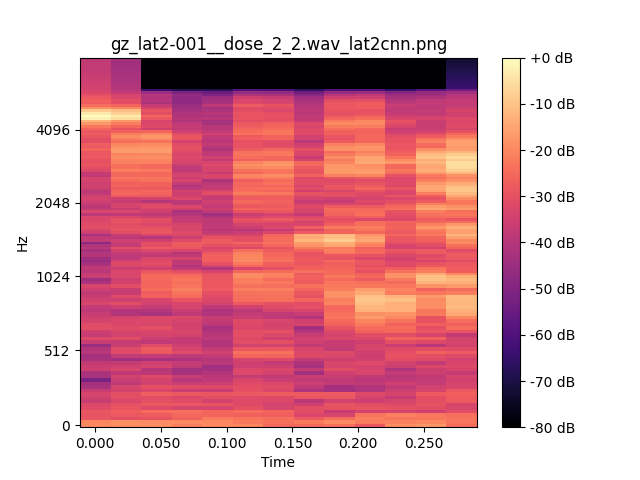 gz_lat2-001__dose_2_2.wav_lat2cnn.png
+0 dB
-10 dB
-20 dB
-30 dB
-40 dB
-50 dB
-60 dB
-70 dB
-80 dB
4096
2048
1024
512
0
Hz
0.000 0.050 0.100 0.150 0.200 0.250
Time